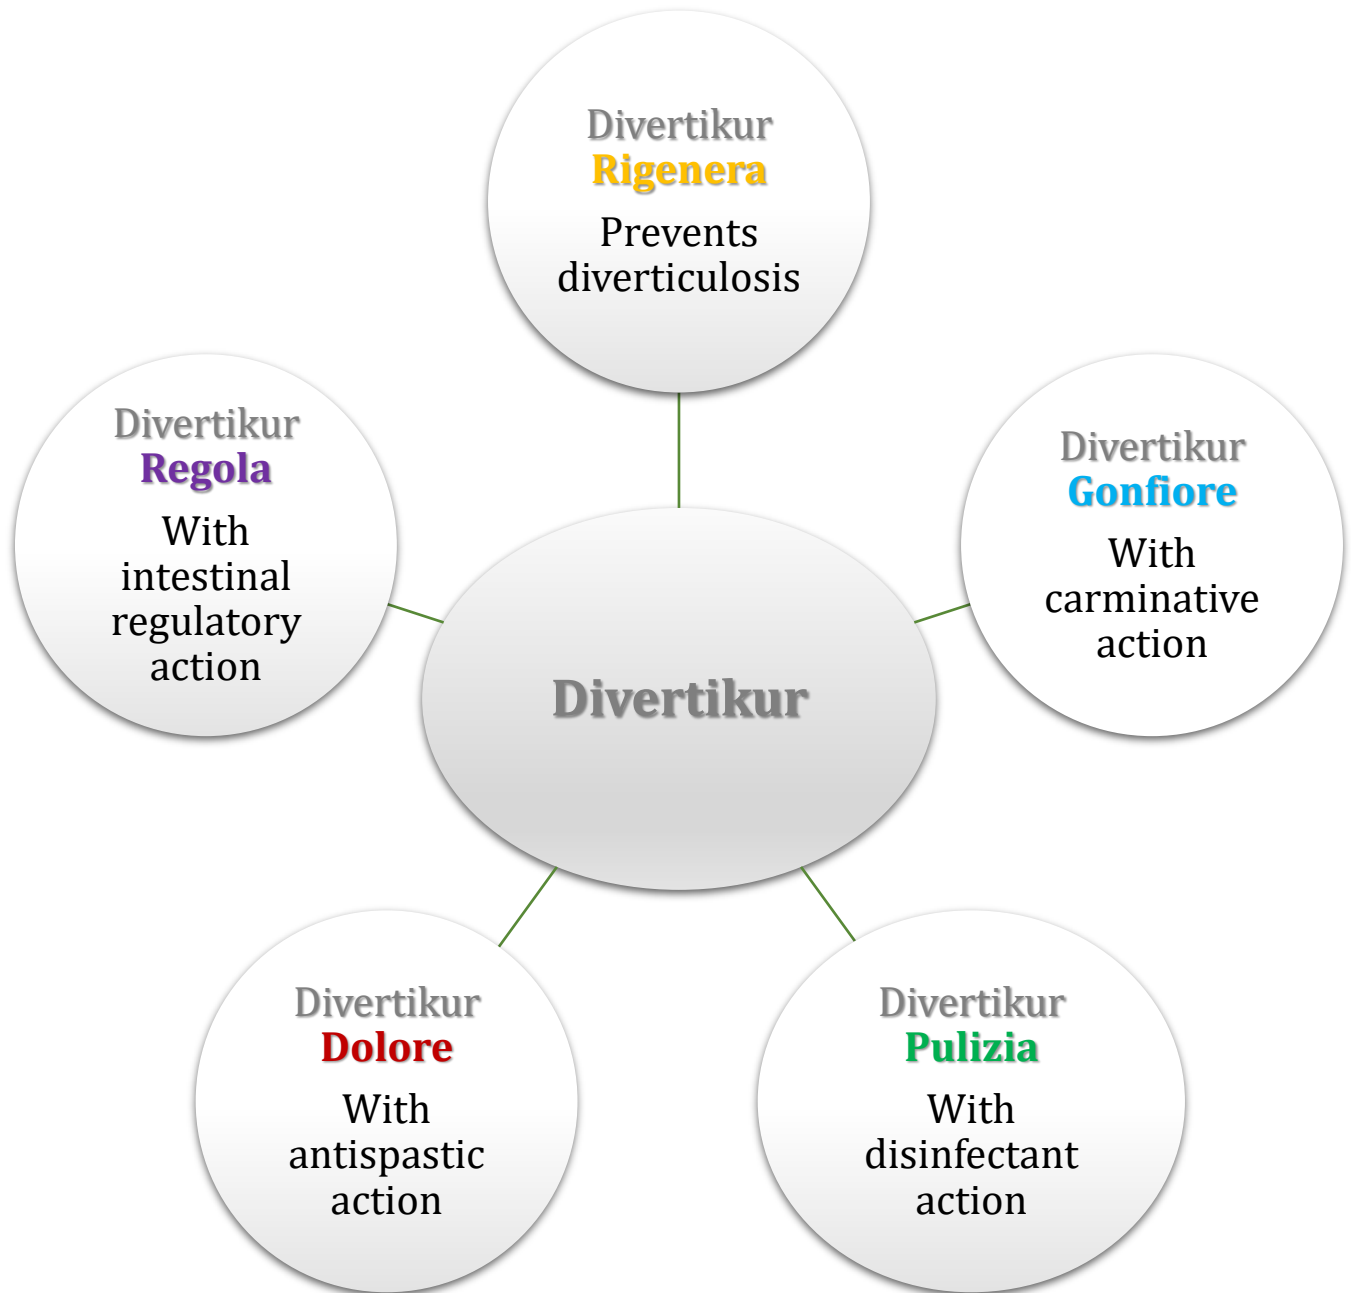 Divertikur
Rigenera
Prevents
diverticulosis
Divertikur
Regola
With
intestinal
regulatory
action
Divertikur
Gonfiore
With
carminative
action
Divertikur
Divertikur
Dolore
With
antispastic
action
Divertikur
Pulizia
With
disinfectant
action